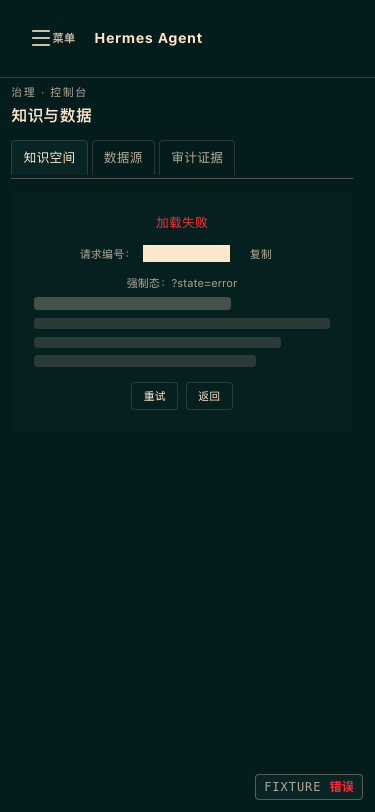 菜单 Hermes Agent
治理 · 控制台
知识与数据
知识空间 数据源 审计证据
加载失败
请求编号： 复制
强制态：?state=error
重试 返回
FIXTURE 错误